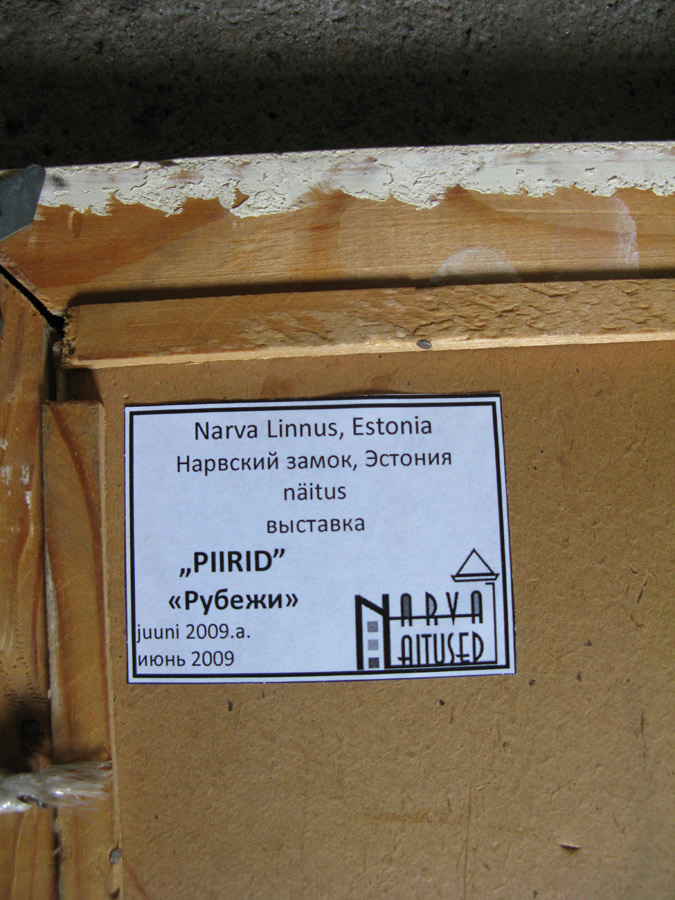 Narva Linnus, Estonia
Нарвский замок, Эстония
näitus
выставка
„PIIRID”
«Рубежи»
juuni 2009.a.
июнь 2009
NARVA
NAITUSED